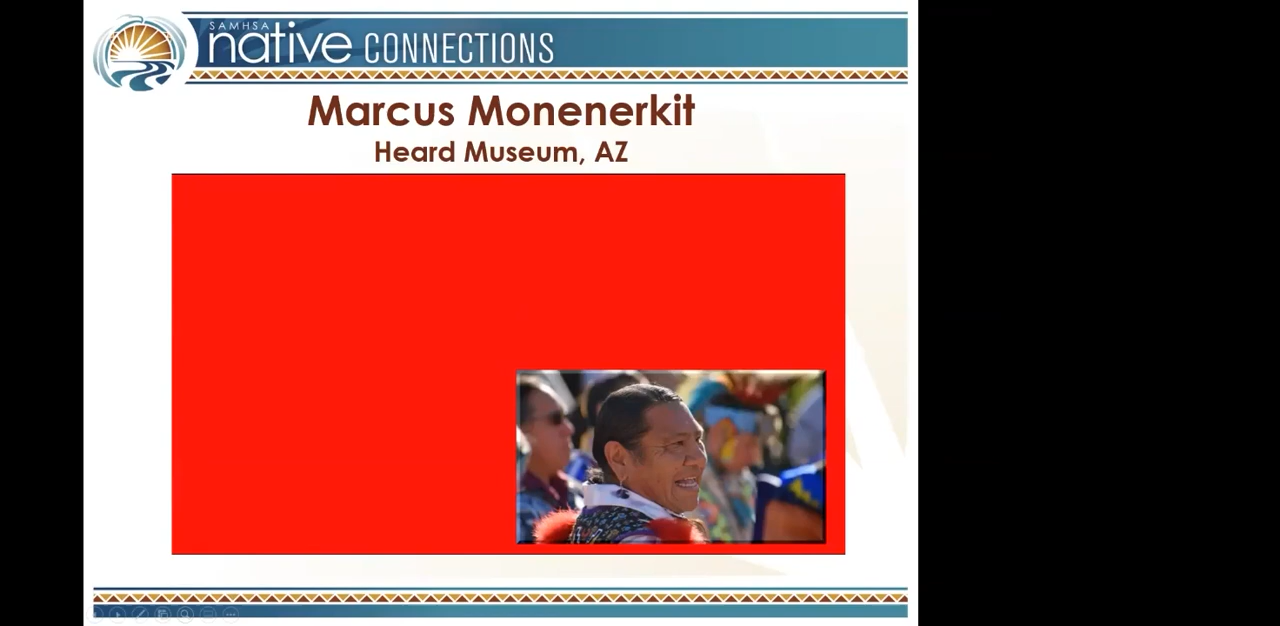 SAMHSA
native CONNECTIONS
Marcus Monenerkit
Heard Museum, AZ